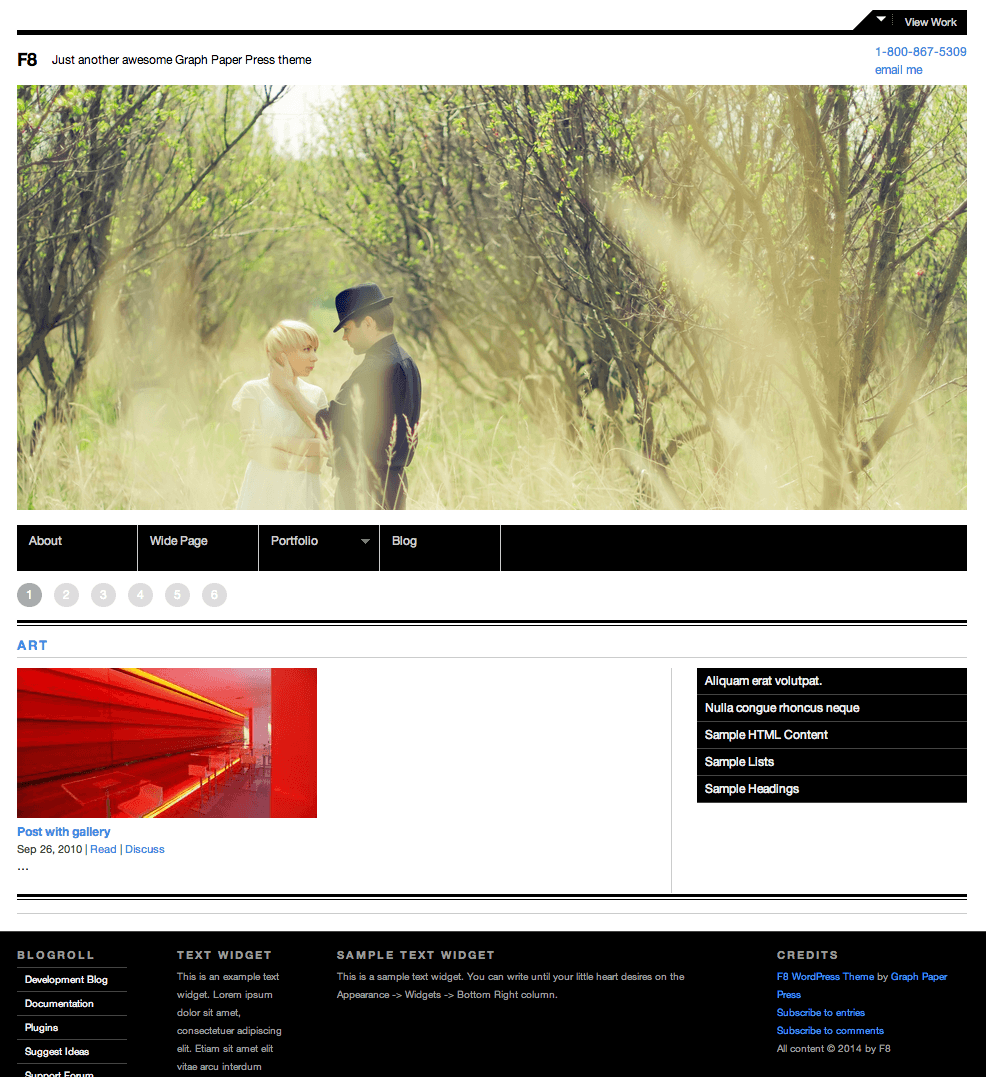 View Work
F8 Just another awesome Graph Paper Press theme
1-800-867-5309
email me
About Wide Page Portfolio Blog
1 2 3 4 5 6
ART
Post with gallery
Sep 26, 2010 | Read | Discuss
...
Aliquam erat volutpat.
Nulla congue rhoncus neque
Sample HTML Content
Sample Lists
Sample Headings
BLOGROLL
Development Blog
Documentation
Plugins
Suggest Ideas
Support Forum
TEXT WIDGET
This is an example text
widget. Lorem ipsum
dolor sit amet,
consectetuer adipiscing
elit. Etiam sit amet elit
vitae arcu interdum
SAMPLE TEXT WIDGET
This is a sample text widget. You can write until your little heart desires on the
Appearance -> Widgets -> Bottom Right column.
CREDITS
F8 WordPress Theme by Graph Paper
Press
Subscribe to entries
Subscribe to comments
All content © 2014 by F8